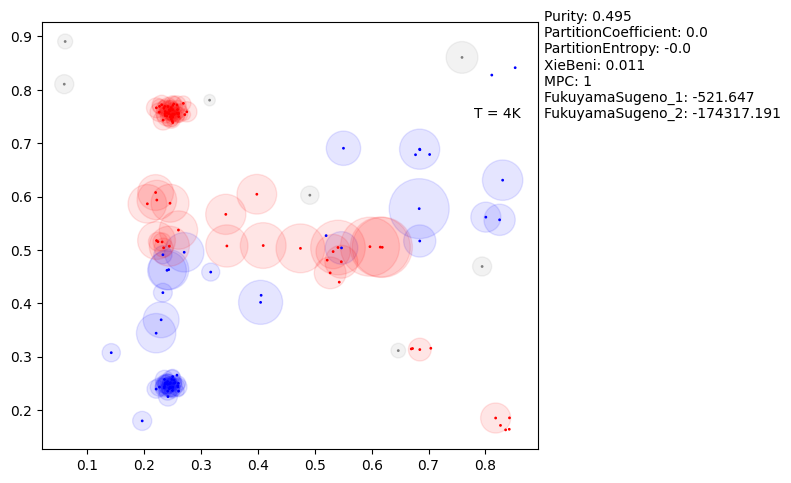 Purity: 0.495
PartitionCoefficient: 0.0
PartitionEntropy: -0.0
XieBeni: 0.011
MPC: 1
FukuyamaSugeno_1: -521.647
FukuyamaSugeno_2: -174317.191
T = 4K
0.9
0.8
0.7
0.6
0.5
0.4
0.3
0.2
0.1 0.2 0.3 0.4 0.5 0.6 0.7 0.8